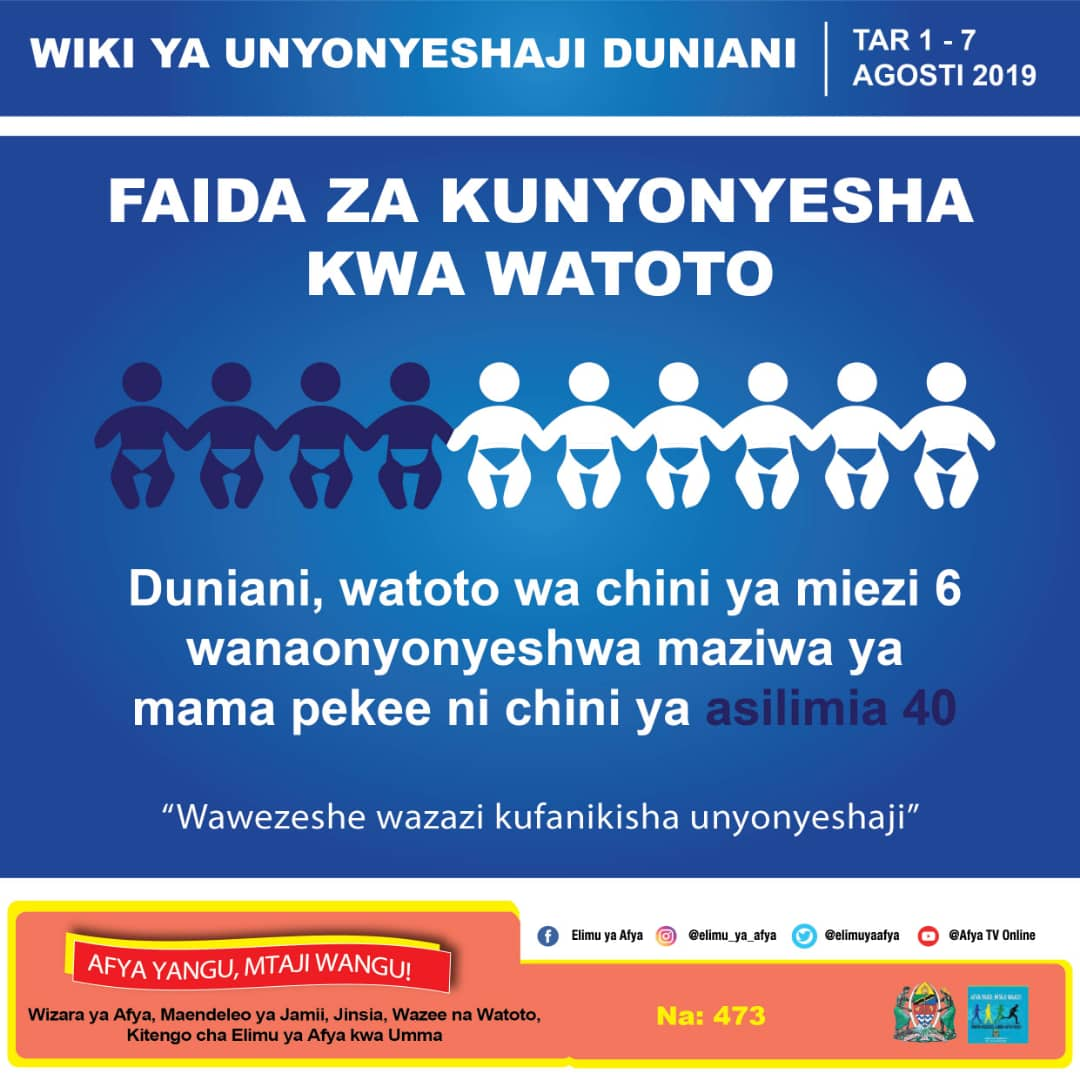 WIKI YA UNYONYESHAJI DUNIANI
TAR 1 - 7
AGOSTI 2019
FAIDA ZA KUNYONYESHA
KWA WATOTO
Duniani, watoto wa chini ya miezi 6
wanaonyonyeshwa maziwa ya
mama pekee ni chini ya asilimia 40
“Wawezeshe wazazi kufanikisha unyonyeshaji”
Elimu ya Afya @elimu_ya_afya @elimuyaafya @Afya TV Online
AFYA YANGU, MTAJI WANGU!
Wizara ya Afya, Maendeleo ya Jamii, Jinsia, Wazee na Watoto,
Kitengo cha Elimu ya Afya kwa Umma
Na: 473